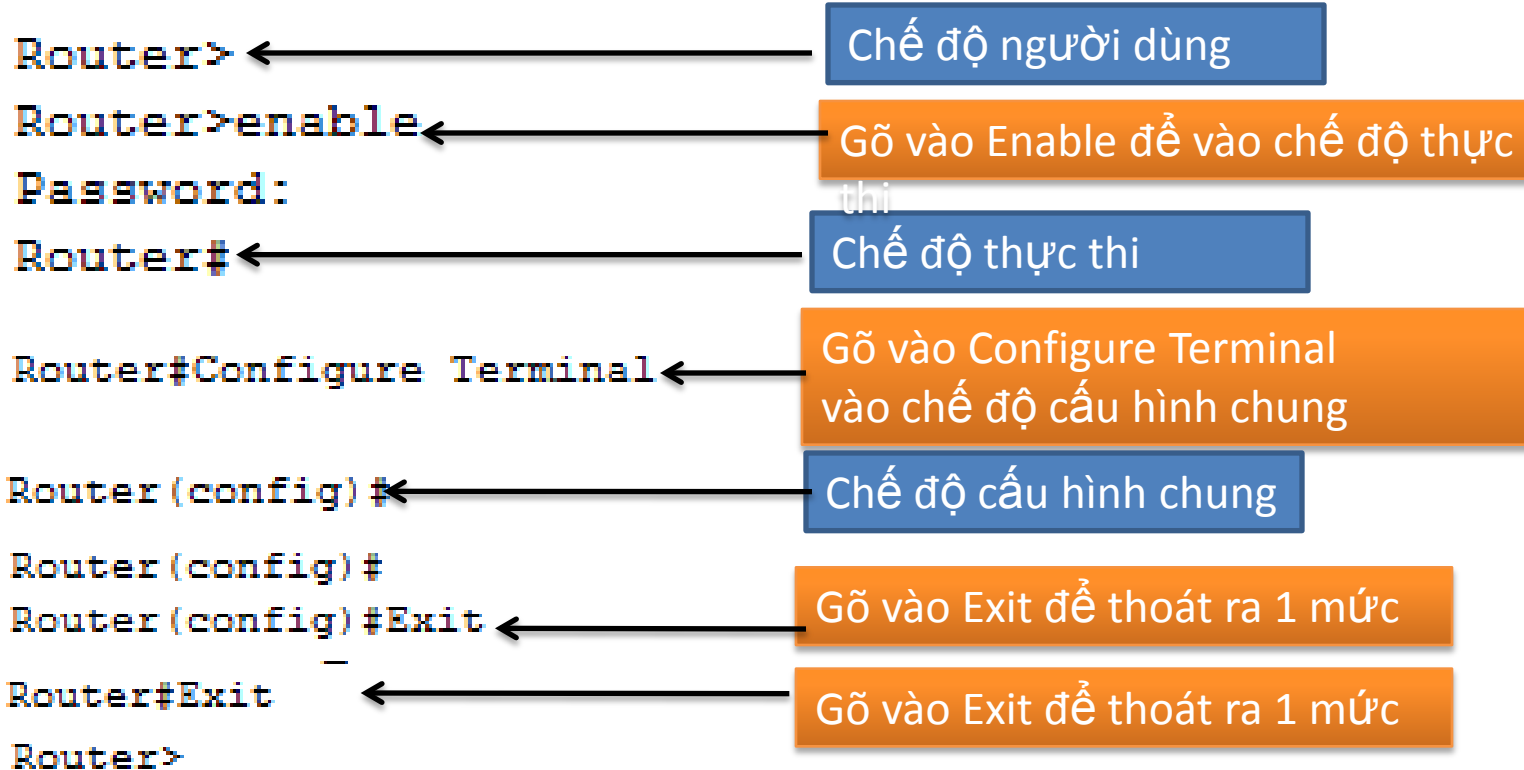 Router>
Chế độ người dùng
Router>enable
Gõ vào Enable để vào chế độ thực
thi
Password:
Router#
Chế độ thực thi
Router#Configure Terminal
Gõ vào Configure Terminal
vào chế độ cấu hình chung
Router(config)#
Chế độ cấu hình chung
Router(config)#
Router(config)#Exit
Gõ vào Exit để thoát ra 1 mức
Router#Exit
Gõ vào Exit để thoát ra 1 mức
Router>